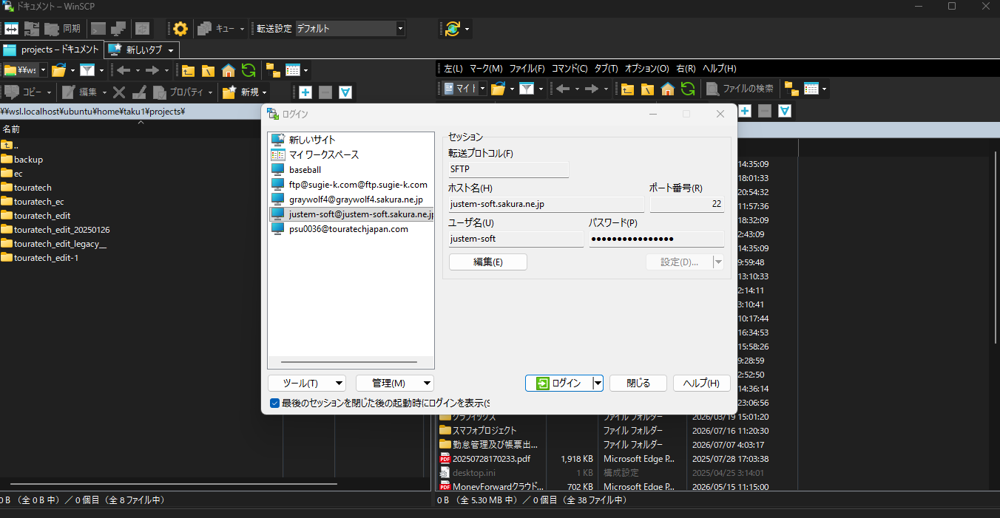 ドキュメント – WinSCP
同期 キュー 転送設定 デフォルト
projects – ドキュメント 新しいタブ
¥¥ws
左(L) マーク(M) ファイル(F) コマンド(C) タブ(T) オプション(O) 右(R) ヘルプ(H)
コピー 編集 プロパティ 新規
マイド ファイルの検索
¥¥wsl.localhost¥ubuntu¥home¥taku1¥projects¥
名前
..
backup
ec
touratech
touratech_ec
touratech_edit
touratech_edit_20250126
touratech_edit_legacy__
touratech_edit-1
ログイン
新しいサイト
マイ ワークスペース
baseball
ftp@sugie-k.com@ftp.sugie-k.com
graywolf4@graywolf4.sakura.ne.jp
justem-soft@justem-soft.sakura.ne.jp
psu0036@touratechjapan.com
セッション
転送プロトコル(F)
SFTP
ホスト名(H) ポート番号(R)
justem-soft.sakura.ne.jp 22
ユーザ名(U) パスワード(P)
justem-soft ●●●●●●●●●●●●●●●●
編集(E) 設定(D)...
ツール(T) 管理(M) ログイン 閉じる ヘルプ(H)
最後のセッションを閉じた後の起動時にログインを表示(S
14:35:09
18:01:33
20:54:32
11:57:36
18:32:09
2:43:09
14:35:09
9:59:48
13:10:33
2:14:11
3:10:41
10:17:44
16:34:53
15:58:26
9:28:59
2:52:50
14:36:14
23:06:56
グラフィックス ファイル フォルダー 2026/03/19 15:01:20
スマフォプロジェクト ファイル フォルダー 2026/07/16 11:20:30
勤怠管理及び帳票出... ファイル フォルダー 2026/07/07 4:03:17
20250728170233.pdf 1,918 KB Microsoft Edge P... 2025/07/28 17:03:38
desktop.ini 1 KB 構成設定 2025/04/25 3:14:01
MoneyForwardクラウド... 702 KB Microsoft Edge P... 2026/05/15 11:15:00
0 B （全 0 B 中）／ 0 個目（全 8 ファイル中）
0 B （全 5.30 MB 中）／ 0 個目（全 38 ファイル中）